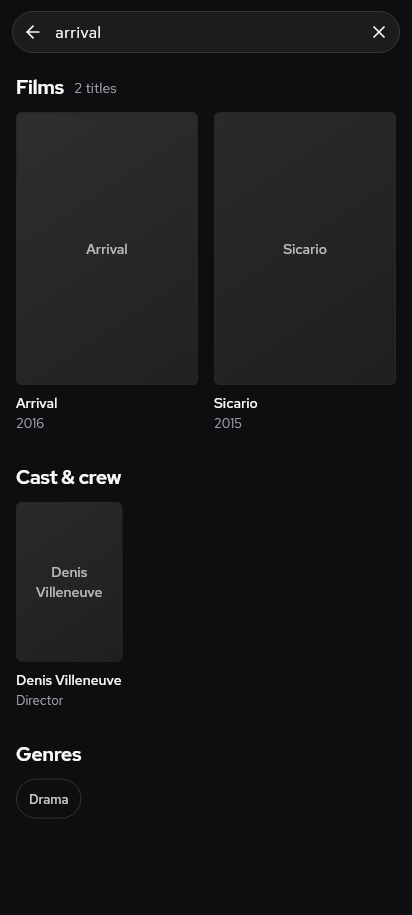 arrival
Films 2 titles
Arrival
Sicario
Arrival
2016
Sicario
2015
Cast & crew
Denis
Villeneuve
Denis Villeneuve
Director
Genres
Drama